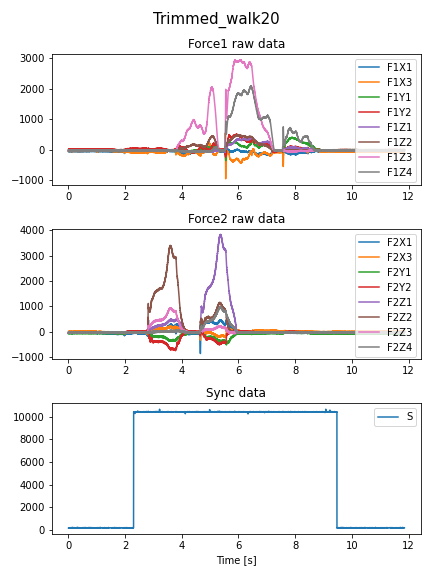 Trimmed_walk20
Force1 raw data
3000
2000
1000
0
−1000
0 2 4 6 8 10 12
F1X1
F1X3
F1Y1
F1Y2
F1Z1
F1Z2
F1Z3
F1Z4
Force2 raw data
4000
3000
2000
1000
0
−1000
0 2 4 6 8 10 12
F2X1
F2X3
F2Y1
F2Y2
F2Z1
F2Z2
F2Z3
F2Z4
Sync data
10000
8000
6000
4000
2000
0
0 2 4 6 8 10 12
S
Time [s]